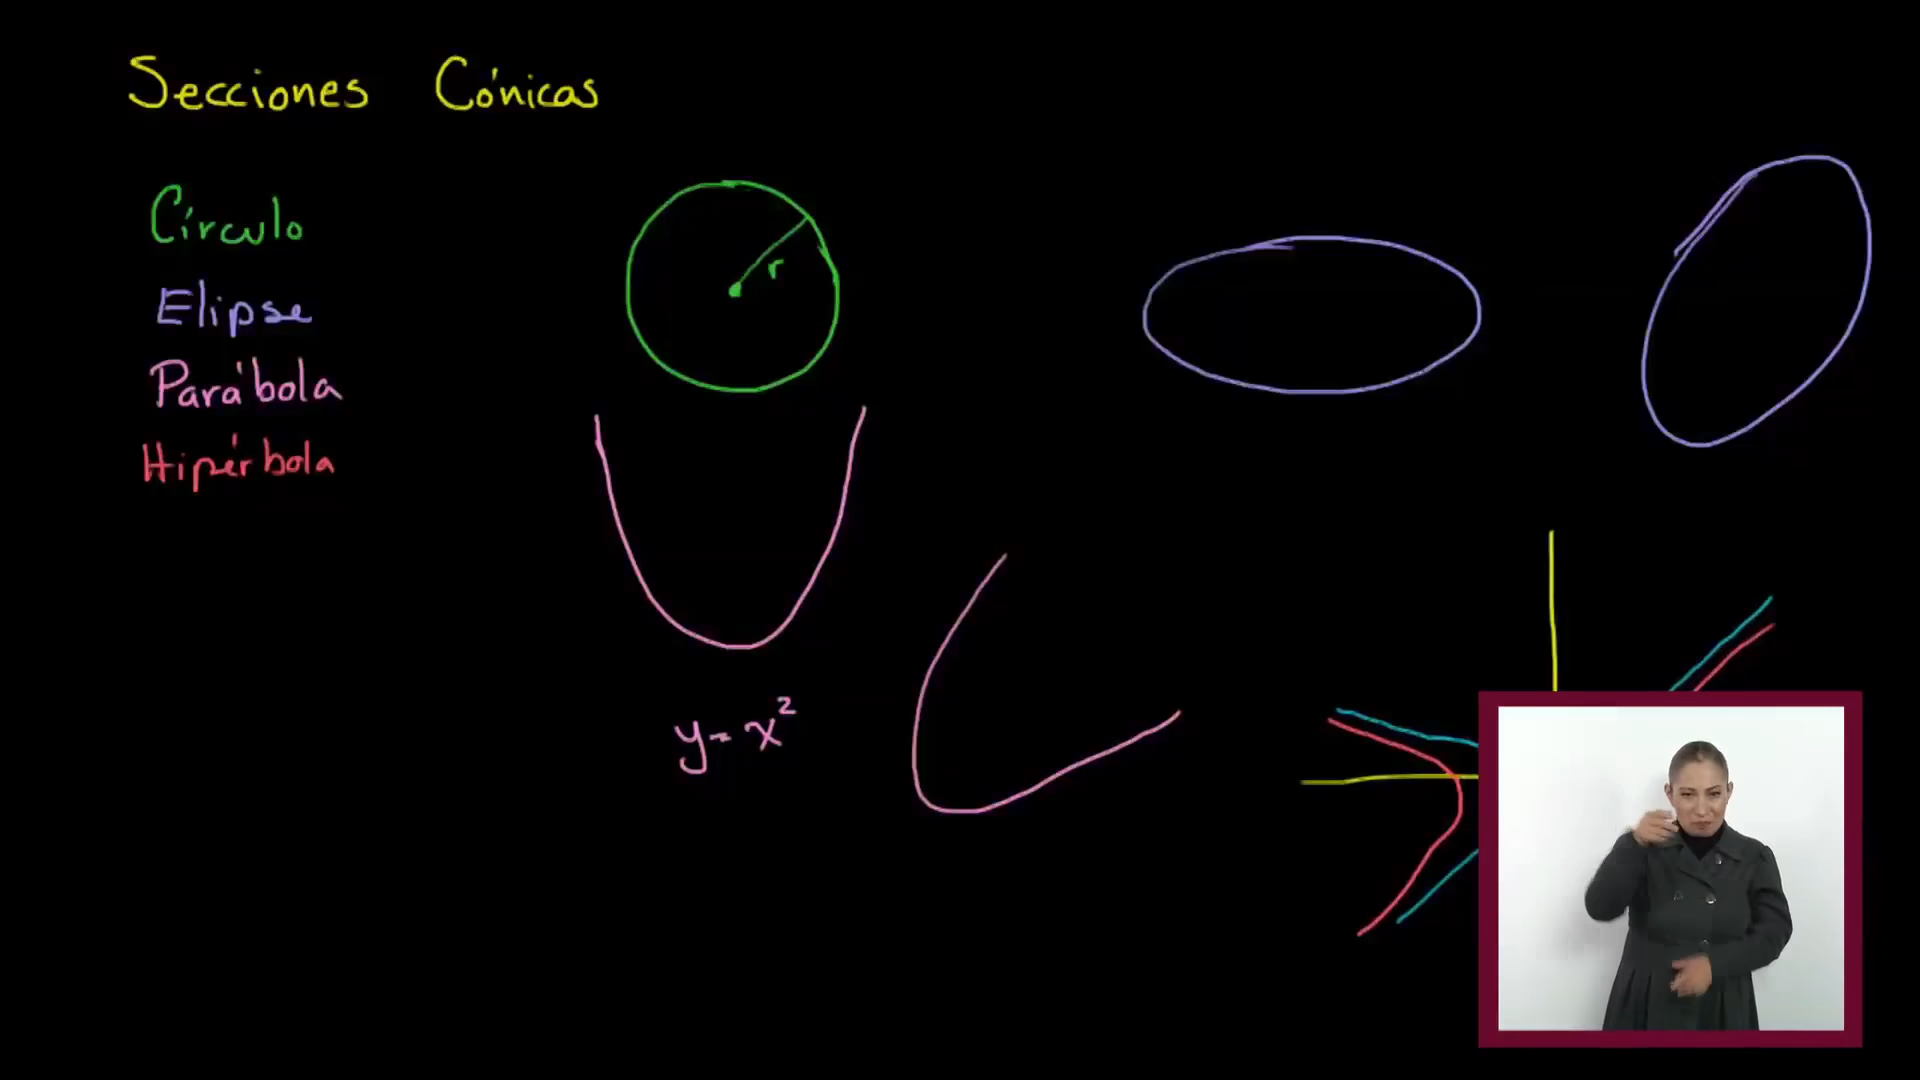 Secciones Cónicas
Círculo
Elipse
Parábola
Hipérbola
r
y = x²